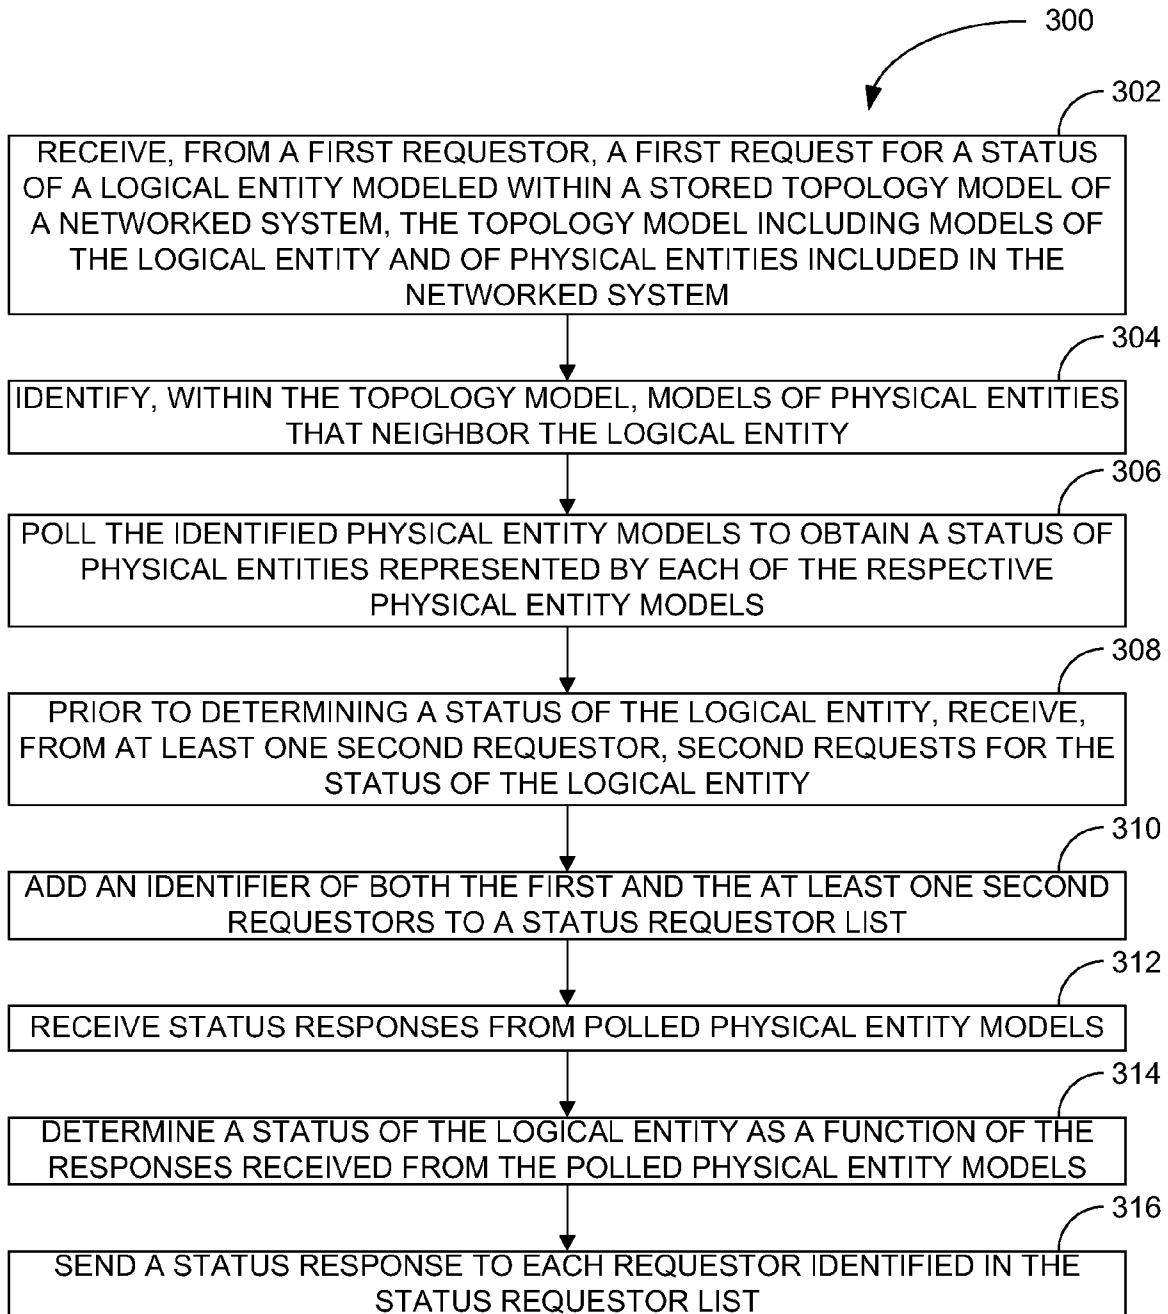 300
302
RECEIVE, FROM A FIRST REQUESTOR, A FIRST REQUEST FOR A STATUS
OF A LOGICAL ENTITY MODELED WITHIN A STORED TOPOLOGY MODEL OF
A NETWORKED SYSTEM, THE TOPOLOGY MODEL INCLUDING MODELS OF
THE LOGICAL ENTITY AND OF PHYSICAL ENTITIES INCLUDED IN THE
NETWORKED SYSTEM
304
IDENTIFY, WITHIN THE TOPOLOGY MODEL, MODELS OF PHYSICAL ENTITIES
THAT NEIGHBOR THE LOGICAL ENTITY
306
POLL THE IDENTIFIED PHYSICAL ENTITY MODELS TO OBTAIN A STATUS OF
PHYSICAL ENTITIES REPRESENTED BY EACH OF THE RESPECTIVE
PHYSICAL ENTITY MODELS
308
PRIOR TO DETERMINING A STATUS OF THE LOGICAL ENTITY, RECEIVE,
FROM AT LEAST ONE SECOND REQUESTOR, SECOND REQUESTS FOR THE
STATUS OF THE LOGICAL ENTITY
310
ADD AN IDENTIFIER OF BOTH THE FIRST AND THE AT LEAST ONE SECOND
REQUESTORS TO A STATUS REQUESTOR LIST
312
RECEIVE STATUS RESPONSES FROM POLLED PHYSICAL ENTITY MODELS
314
DETERMINE A STATUS OF THE LOGICAL ENTITY AS A FUNCTION OF THE
RESPONSES RECEIVED FROM THE POLLED PHYSICAL ENTITY MODELS
316
SEND A STATUS RESPONSE TO EACH REQUESTOR IDENTIFIED IN THE
STATUS REQUESTOR LIST